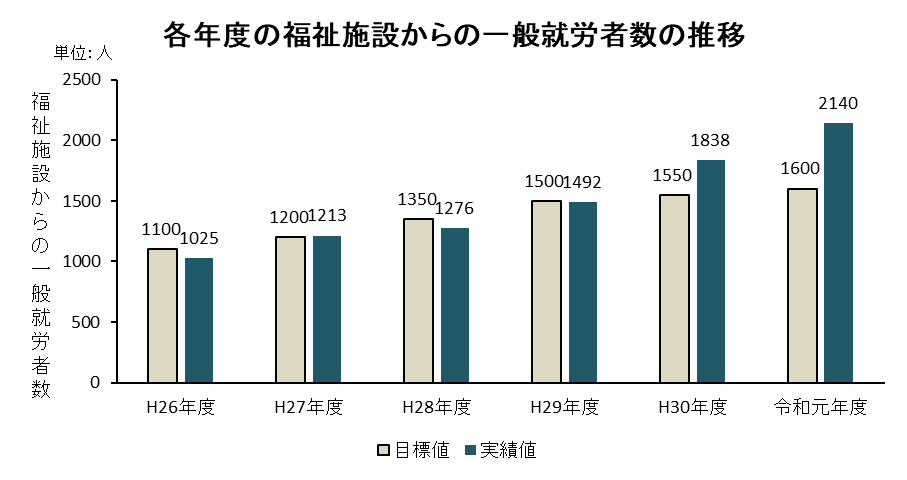 各年度の福祉施設からの一般就労者数の推移
単位: 人
福祉施設からの一般就労者数
2500
2000
1500
1000
500
0
1100
1025
1200
1213
1350
1276
1500
1492
1550
1838
1600
2140
H26年度
H27年度
H28年度
H29年度
H30年度
令和元年度
目標値
実績値